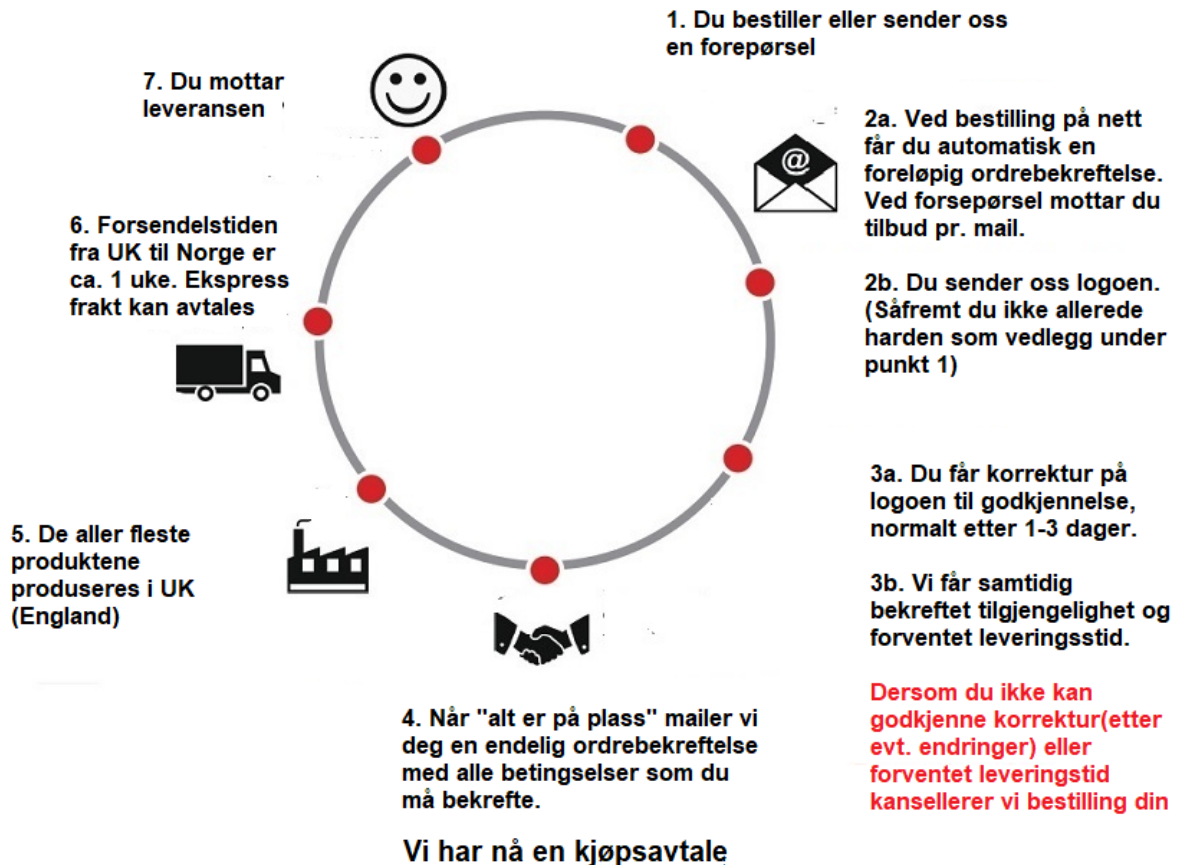 1. Du bestiller eller sender oss
en forepørsel
2a. Ved bestilling på nett
får du automatisk en
foreløpig ordrebekreftelse.
Ved forsepørsel mottar du
tilbud pr. mail.
2b. Du sender oss logoen.
(Såfremt du ikke allerede
harden som vedlegg under
punkt 1)
3a. Du får korrektur på
logoen til godkjennelse,
normalt etter 1-3 dager.
3b. Vi får samtidig
bekreftet tilgjengelighet og
forventet leveringsstid.
Dersom du ikke kan
godkjenne korrektur(etter
evt. endringer) eller
forventet leveringstid
kansellerer vi bestilling din
4. Når "alt er på plass" mailer vi
deg en endelig ordrebekreftelse
med alle betingselser som du
må bekrefte.
Vi har nå en kjøpsavtale
5. De aller fleste
produktene
produseres i UK
(England)
6. Forsendelstiden
fra UK til Norge er
ca. 1 uke. Ekspress
frakt kan avtales
7. Du mottar
leveransen
@